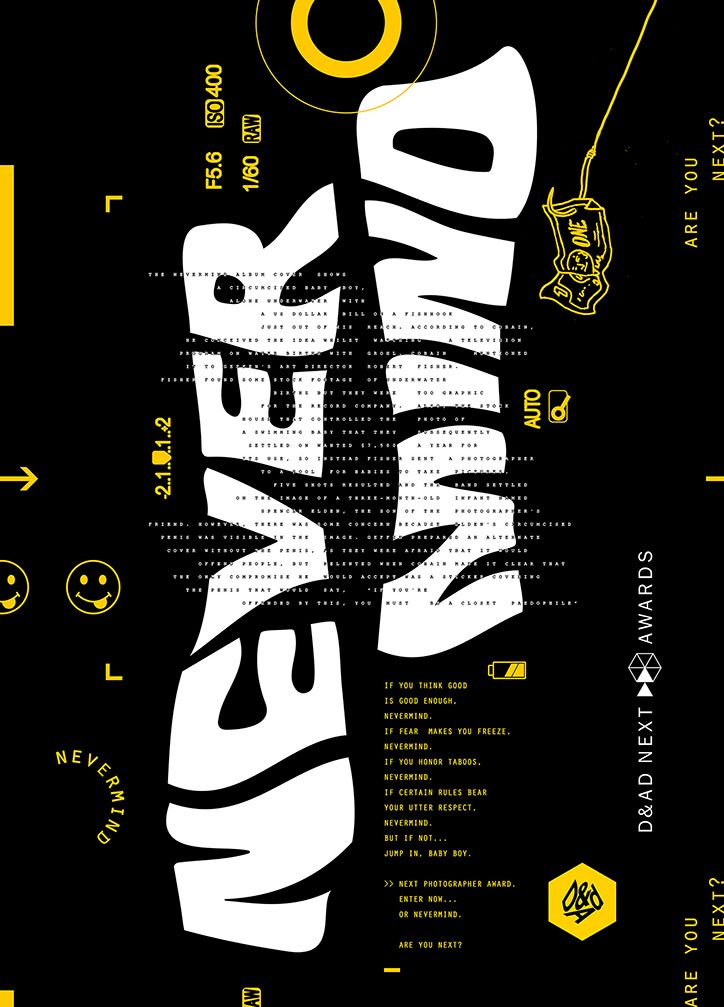 NEVER
MIND
F5.6 ISO 400
1/60 RAW
ARE YOU NEXT?
ONE
THE NEVERMIND ALBUM COVER SHOWS
A CIRCUMCISED BABY BOY,
ALONE UNDERWATER WITH
A US DOLLAR BILL ON A FISHHOOK
JUST OUT OF HIS REACH. ACCORDING TO COBAIN,
HE CONCEIVED THE IDEA WHILST WATCHING A TELEVISION
PROGRAM ON WATER BIRTHS WITH GROHL. COBAIN MENTIONED
IT TO GEFFEN'S ART DIRECTOR ROBERT FISHER.
FISHER FOUND SOME STOCK FOOTAGE OF UNDERWATER
BIRTHS BUT THEY WERE TOO GRAPHIC
FOR THE RECORD COMPANY. THE STOCK
HOUSE THAT CONTROLLED THE PHOTO OF
A SWIMMING BABY THAT THEY SUBSEQUENTLY
SETTLED ON WANTED $7,500 A YEAR FOR
ITS USE, SO INSTEAD FISHER SENT A PHOTOGRAPHER
TO A POOL FOR BABIES TO TAKE PICTURES.
FIVE SHOTS RESULTED AND THE BAND SETTLED
ON THE IMAGE OF A THREE-MONTH-OLD INFANT NAMED
SPENCER ELDEN, THE SON OF THE PHOTOGRAPHER'S
FRIEND. HOWEVER, THERE WAS SOME CONCERN BECAUSE ELDEN'S CIRCUMCISED
PENIS WAS VISIBLE IN THE IMAGE. GEFFEN PREPARED AN ALTERNATE
COVER WITHOUT THE PENIS, AS THEY WERE AFRAID THAT IT WOULD
OFFEND PEOPLE, BUT RELENTED WHEN COBAIN MADE IT CLEAR THAT
THE ONLY COMPROMISE HE WOULD ACCEPT WAS A STICKER COVERING
THE PENIS THAT WOULD SAY, "IF YOU'RE
OFFENDED BY THIS, YOU MUST BE A CLOSET PAEDOPHILE"
AUTO
-2..1..1..+2
NEVERMIND
IF YOU THINK GOOD
IS GOOD ENOUGH.
NEVERMIND.
IF FEAR MAKES YOU FREEZE.
NEVERMIND.
IF YOU HONOR TABOOS.
NEVERMIND.
IF CERTAIN RULES BEAR
YOUR UTTER RESPECT.
NEVERMIND.
BUT IF NOT...
JUMP IN, BABY BOY.
>> NEXT PHOTOGRAPHER AWARD.
ENTER NOW...
OR NEVERMIND.
ARE YOU NEXT?
D&AD NEXT AWARDS
D&AD
ARE YOU NEXT?
RAW